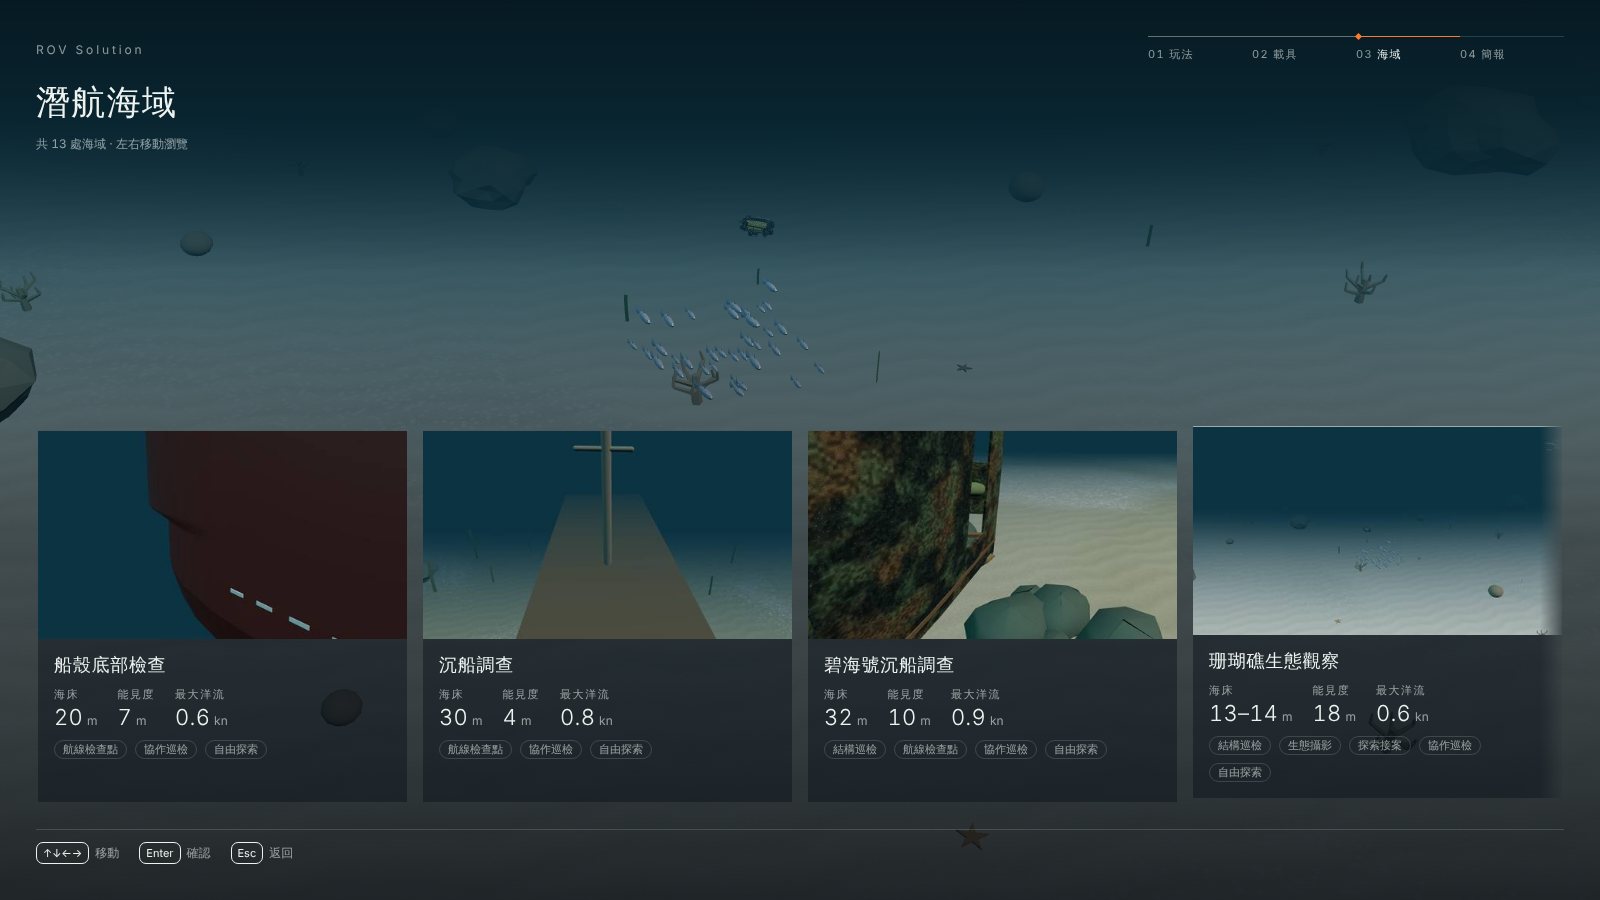 ROV Solution
01 玩法 02 載具 03 海域 04 簡報
潛航海域
共 13 處海域 · 左右移動瀏覽
船殼底部檢查
海床 能見度 最大洋流
20 m 7 m 0.6 kn
航線檢查點 協作巡檢 自由探索
沉船調查
海床 能見度 最大洋流
30 m 4 m 0.8 kn
航線檢查點 協作巡檢 自由探索
碧海號沉船調查
海床 能見度 最大洋流
32 m 10 m 0.9 kn
結構巡檢 航線檢查點 協作巡檢 自由探索
珊瑚礁生態觀察
海床 能見度 最大洋流
13–14 m 18 m 0.6 kn
結構巡檢 生態攝影 探索接案 協作巡檢
自由探索
↑↓←→ 移動 Enter 確認 Esc 返回